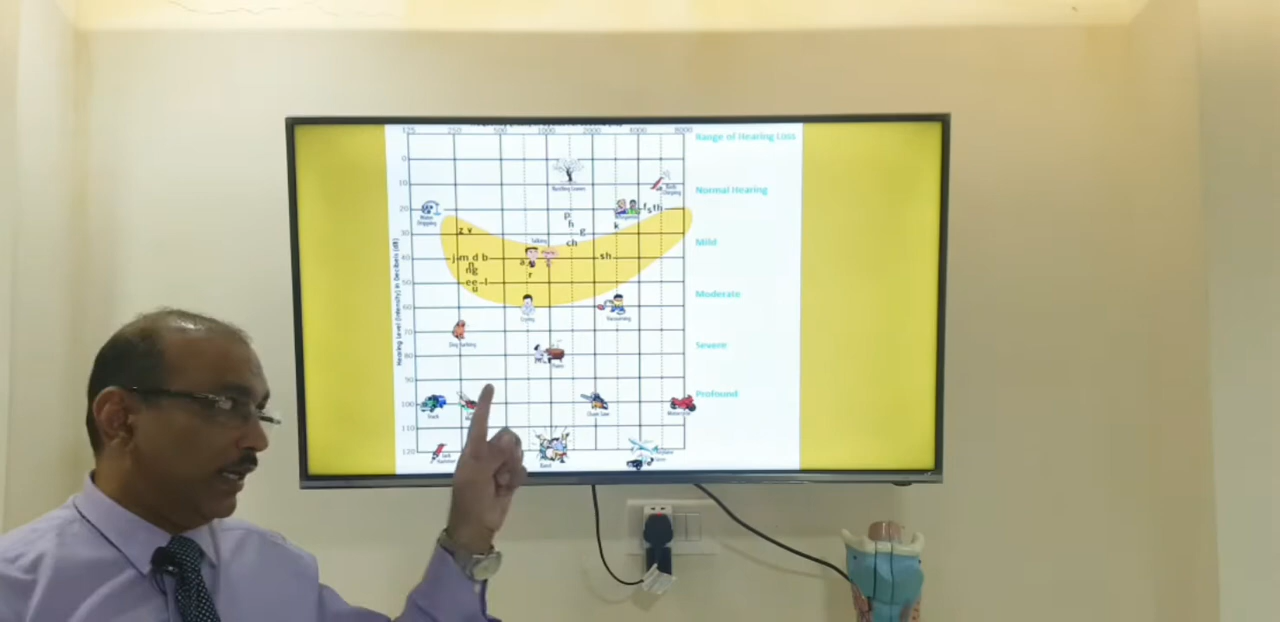 125 250 500 1000 2000 4000 8000
Range of Hearing Loss
0
Rustling Leaves
10
Birds
Chirping
Normal Hearing
20
Water
Dripping
p
h
g
k
f s th
30
z v
ch
Mild
Talking
40
j m d b
n
ng
a
r
sh
50
ee l
u
Moderate
60
Crying
Vacuuming
70
Dog Barking
Severe
80
Piano
90
Profound
100
Truck
Chain Saw
Motorcycle
110
120
Jack
Hammer
Band
Hearing Level (Intensity) in Decibels (dB)